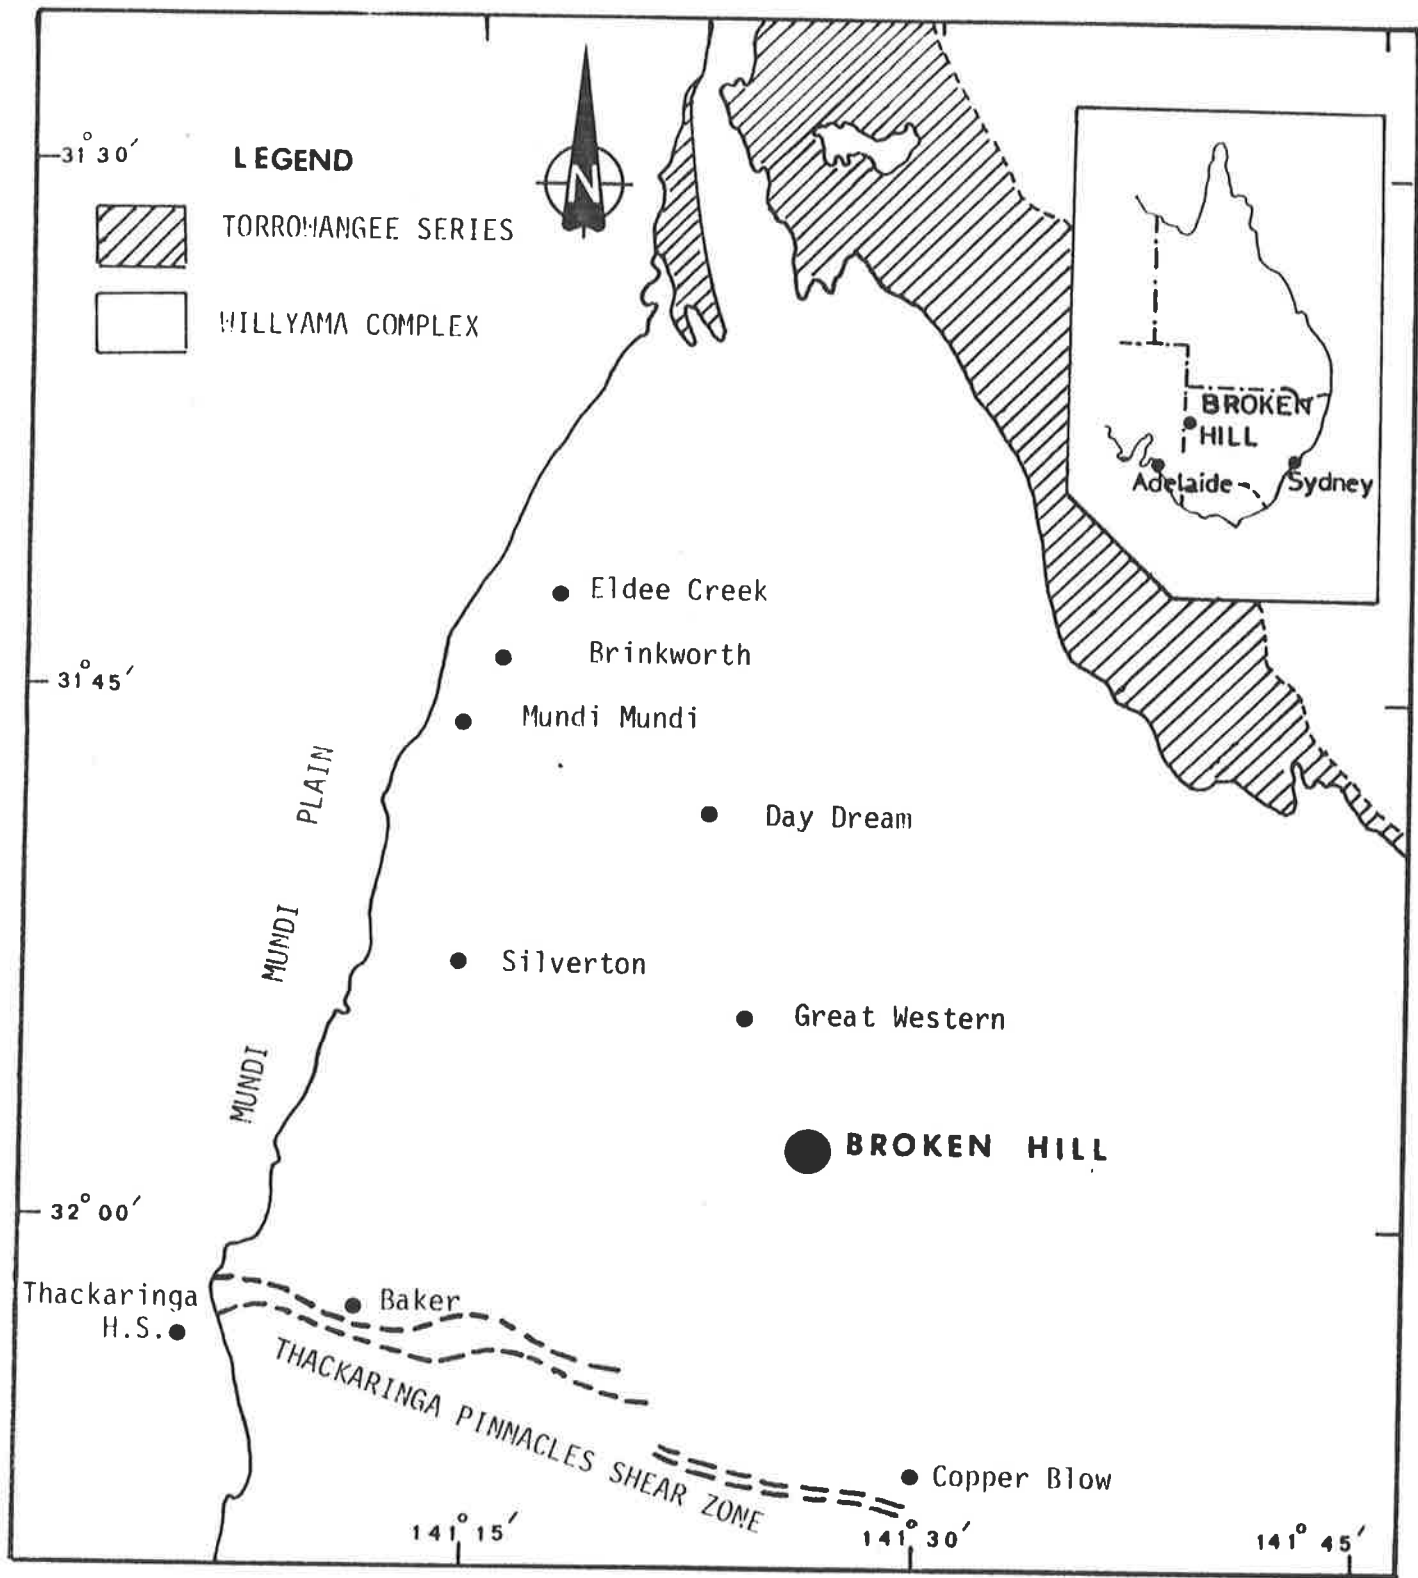 31°30′
LEGEND
TORROWANGEE SERIES
WILLYAMA COMPLEX
N
BROKEN
HILL
Adelaide
Sydney
Eldee Creek
Brinkworth
31°45′
Mundi Mundi
Day Dream
MUNDI MUNDI PLAIN
Silverton
Great Western
BROKEN HILL
32°00′
Thackaringa
H.S.
Baker
THACKARINGA PINNACLES SHEAR ZONE
Copper Blow
141°15′
141°30′
141°45′